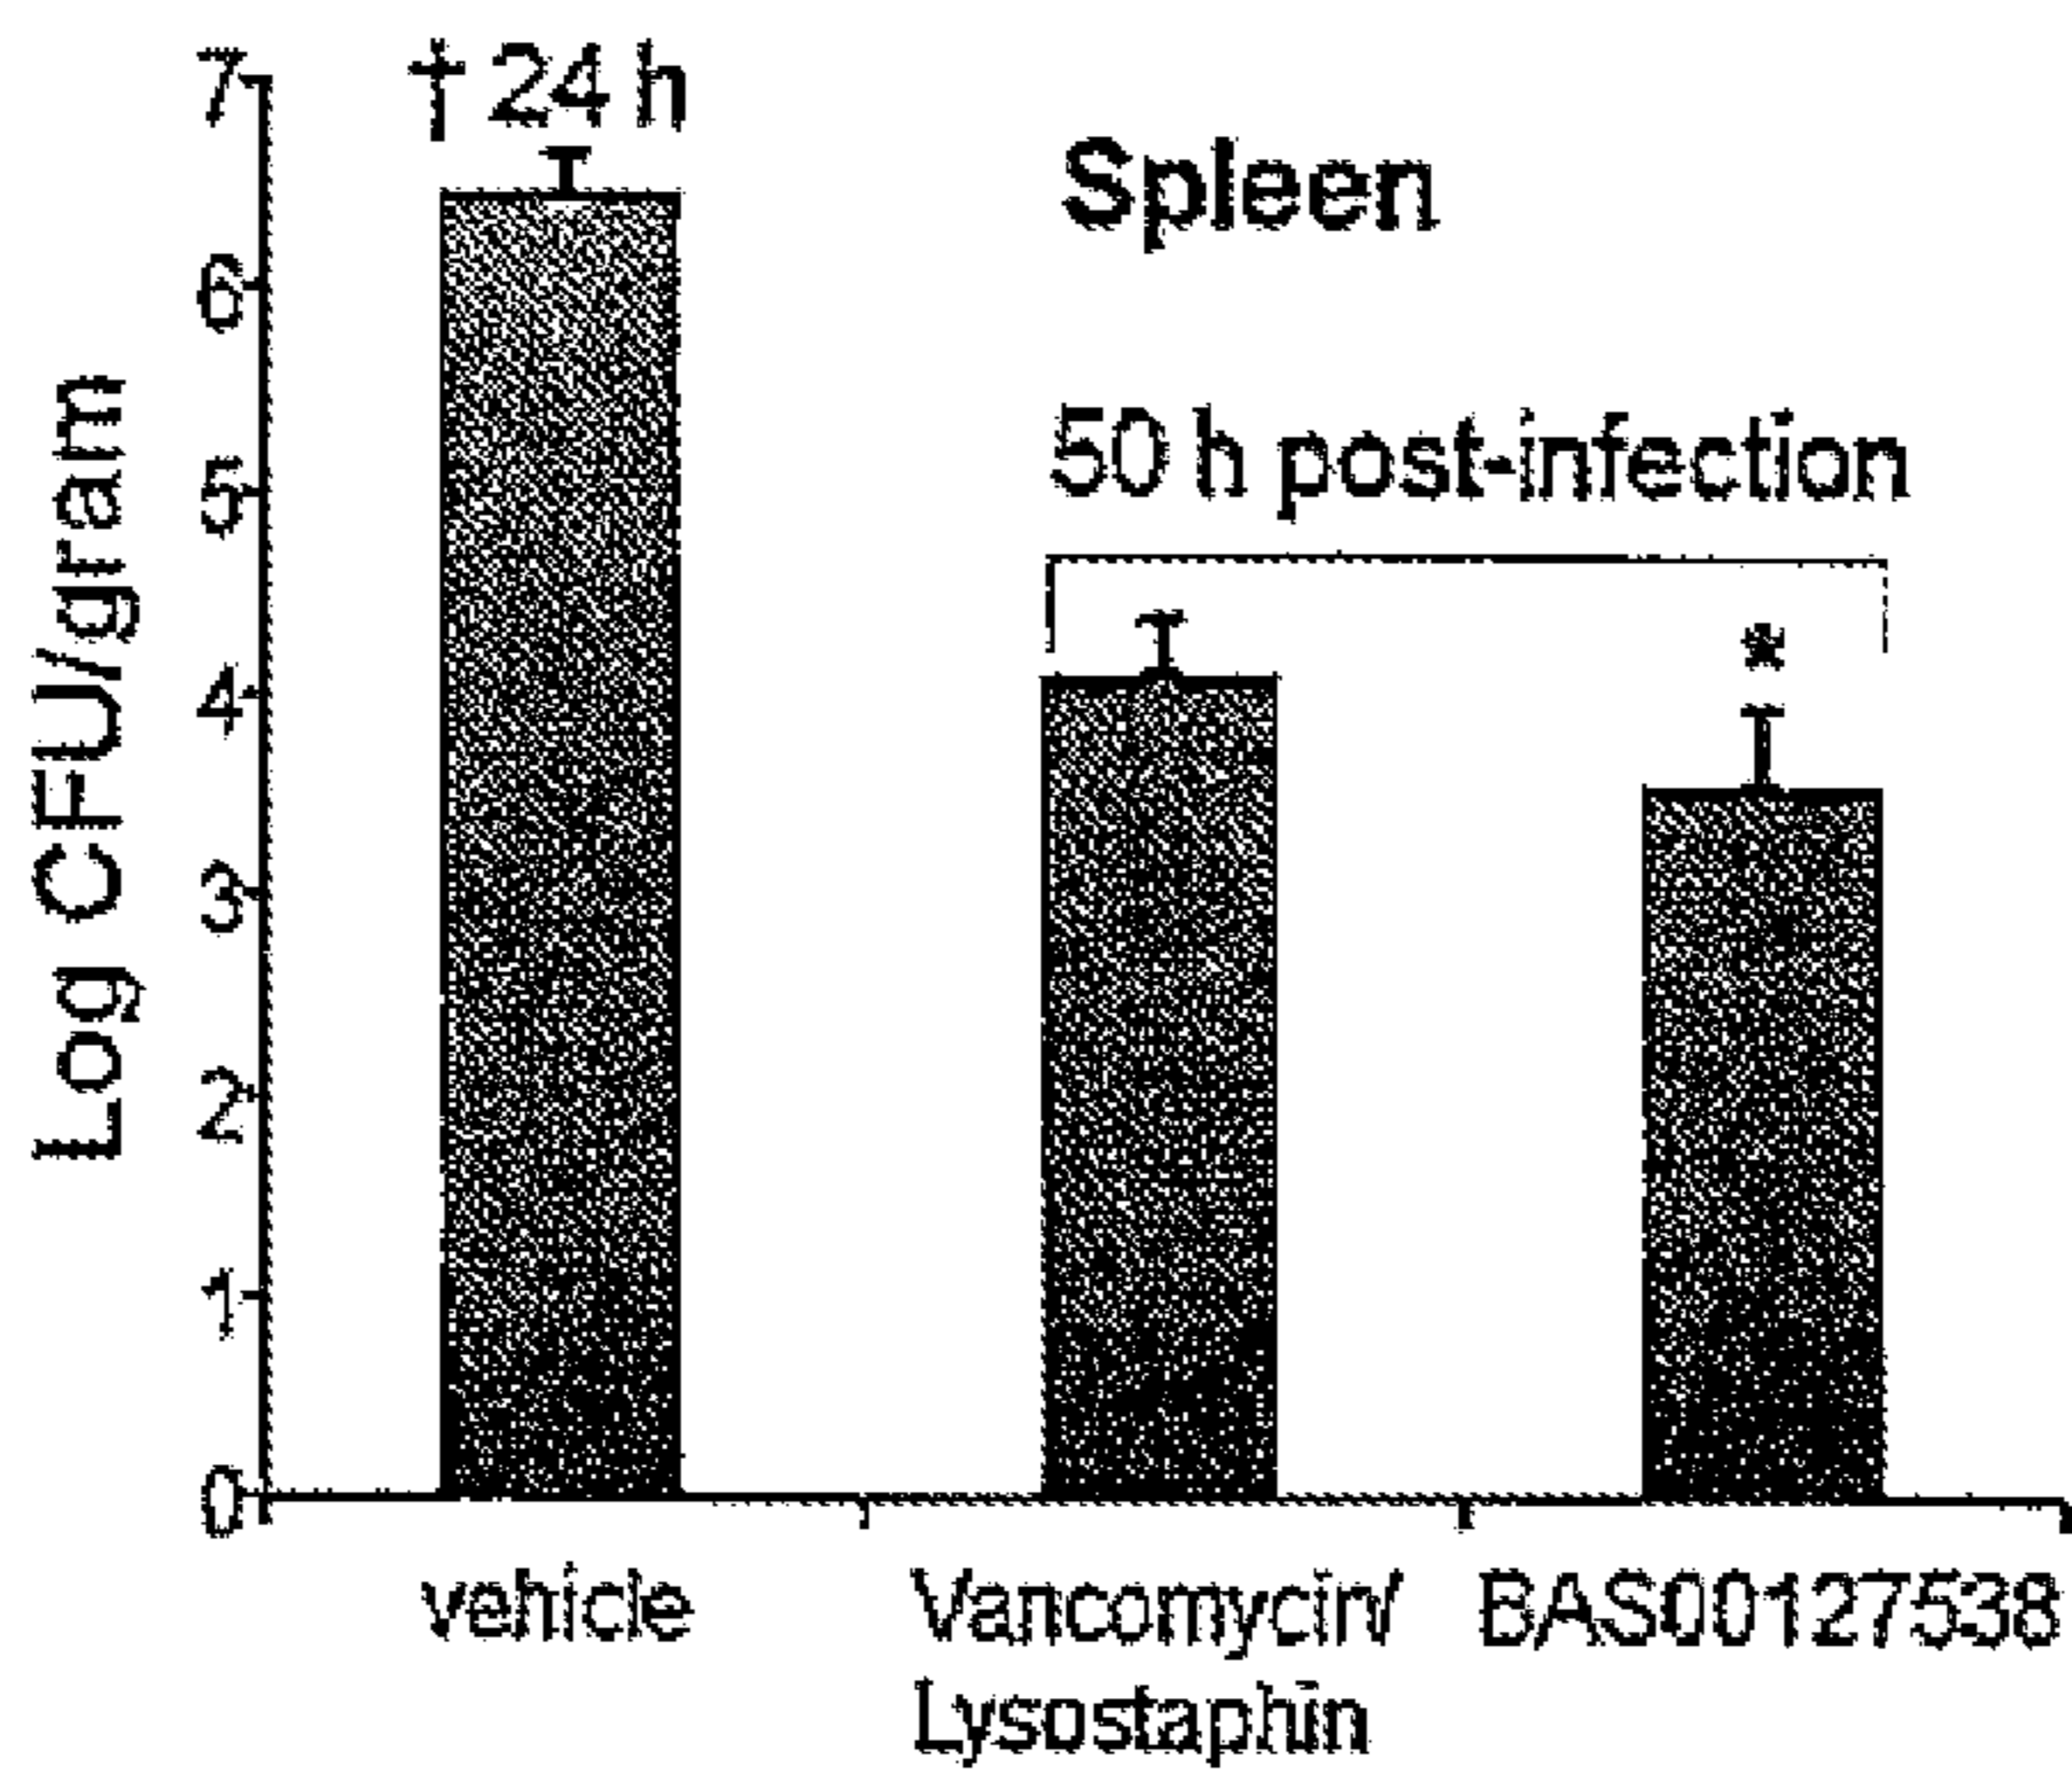 † 24 h
Spleen
50 h post-infection
*
Log CFU/gram
7
6
5
4
3
2
1
0
vehicle
Vancomycin/
Lysostaphin
BAS00127538